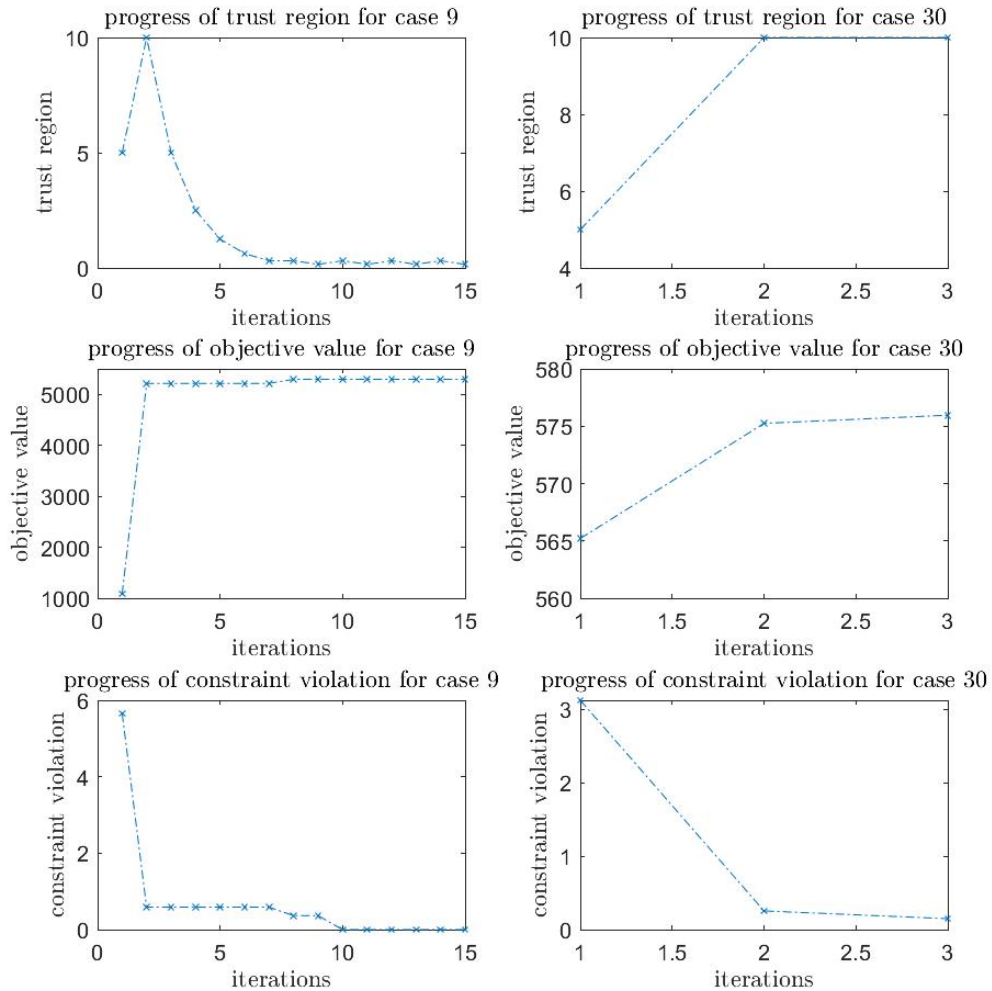 progress of trust region for case 9
10
5
0
trust region
0 5 10 15
iterations
progress of trust region for case 30
10
8
6
4
trust region
1 1.5 2 2.5 3
iterations
progress of objective value for case 9
5000
4000
3000
2000
1000
objective value
0 5 10 15
iterations
progress of objective value for case 30
580
575
570
565
560
objective value
1 1.5 2 2.5 3
iterations
progress of constraint violation for case 9
6
4
2
0
constraint violation
0 5 10 15
iterations
progress of constraint violation for case 30
3
2
1
0
constraint violation
1 1.5 2 2.5 3
iterations